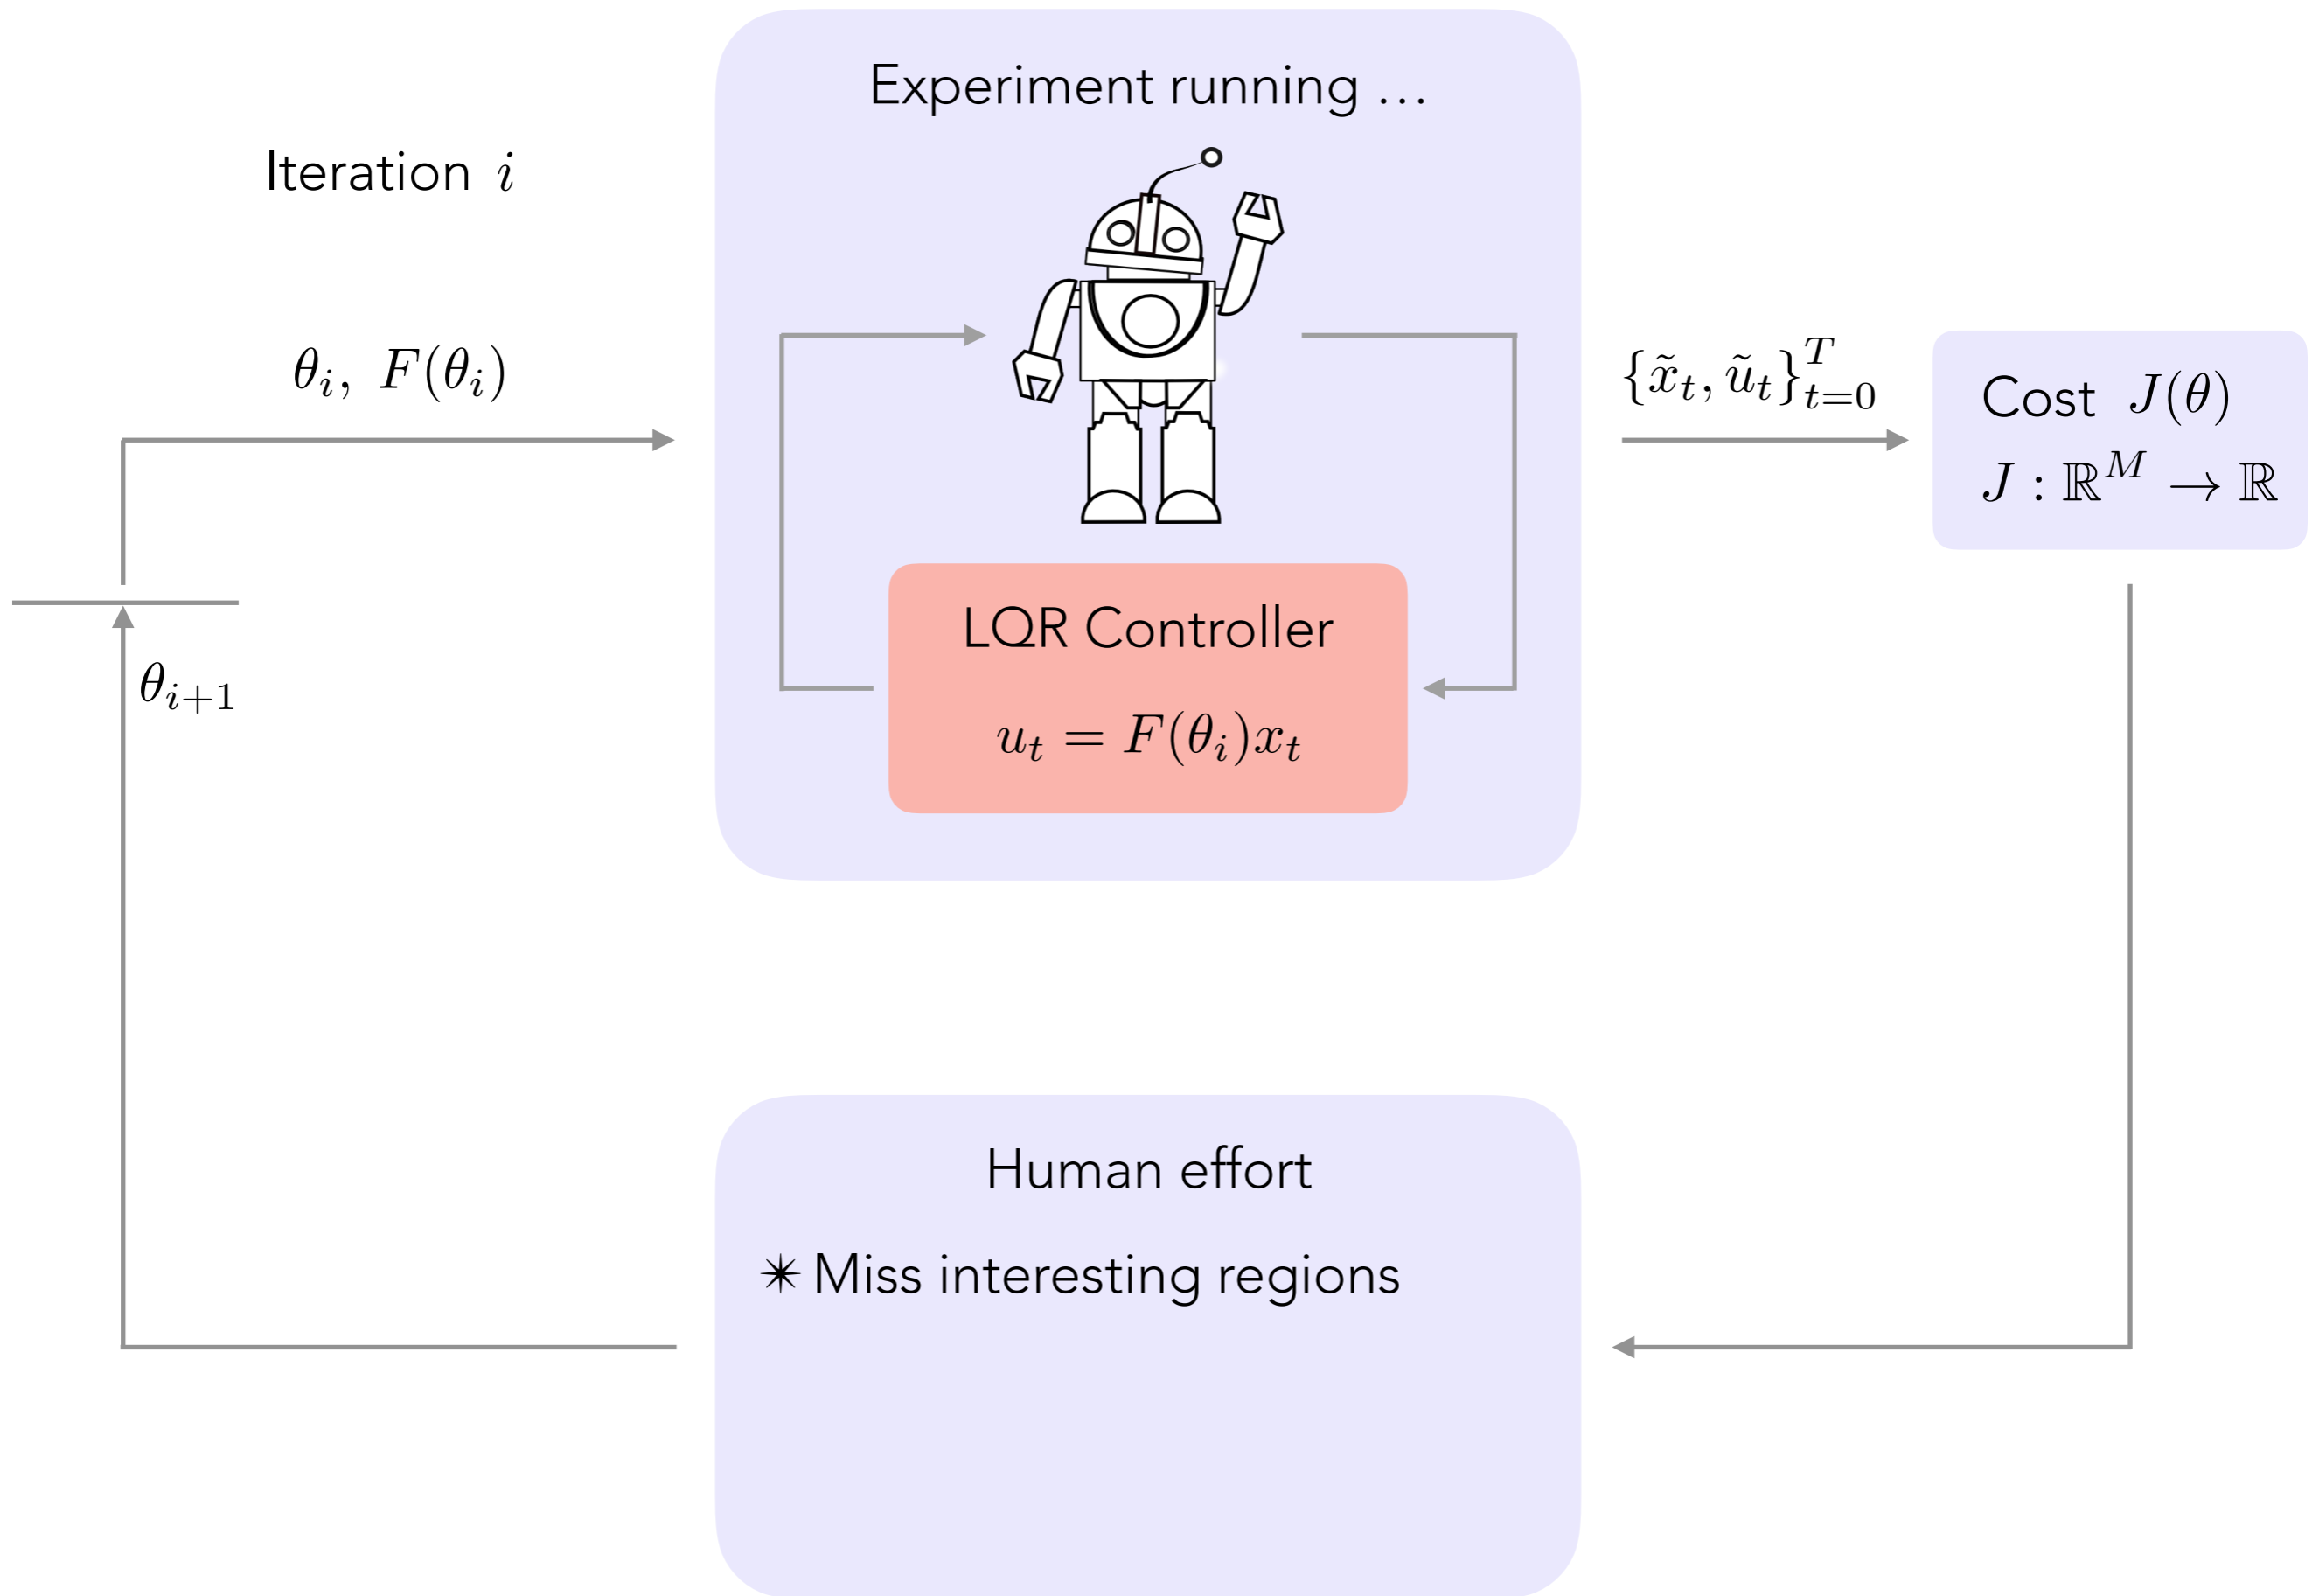 Experiment running …
Iteration i
θ_i, F(θ_i)
{x̃_t, ũ_t}_{t=0}^T
Cost J(θ)
J : ℝ^M → ℝ
LQR Controller
u_t = F(θ_i)x_t
θ_{i+1}
Human effort
✴ Miss interesting regions